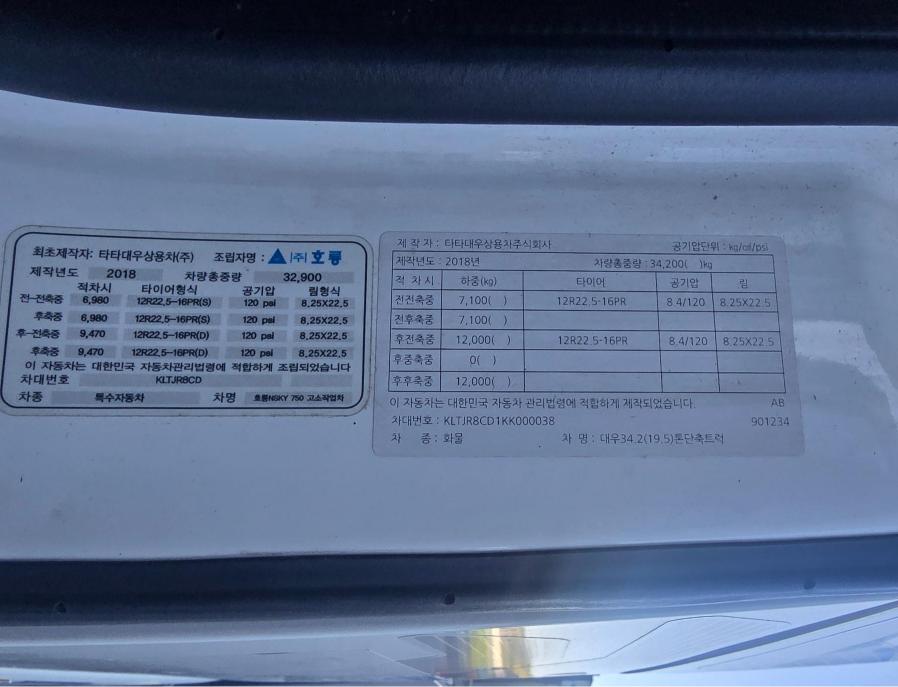 최초제작자: 타타대우상용차(주) 조립자명 : (주) 호룡
제작년도 2018 차량총중량 32,900
적차시 타이어형식 공기압 림형식
전-전축중 6,980 12R22,5-16PR(S) 120 psi 8,25X22,5
후축중 6,980 12R22,5-16PR(S) 120 psi 8,25X22,5
후-전축중 9,470 12R22,5-16PR(D) 120 psi 8,25X22,5
후축중 9,470 12R22,5-16PR(D) 120 psi 8,25X22,5
이 자동차는 대한민국 자동차관리법령에 적합하게 조립되었습니다
차대번호 KLTJR8CD
차종 특수자동차 차명 호룡NSKY 750 고소작업차
제 작 자 : 타타대우상용차주식회사 공기압단위 : kg/㎠/psi
제작년도 : 2018년 차량총중량 : 34,200( )kg
적 차 시 하중(kg) 타이어 공기압 림
전전축중 7,100( ) 12R22.5-16PR 8.4/120 8.25X22.5
전후축중 7,100( )
후전축중 12,000( ) 12R22.5-16PR 8.4/120 8.25X22.5
후중축중 0( )
후후축중 12,000( )
이 자동차는 대한민국 자동차 관리법령에 적합하게 제작되었습니다. AB
차대번호 : KLTJR8CD1KK000038 901234
차 종 : 화물 차 명 : 대우34.2(19.5)톤단축트럭